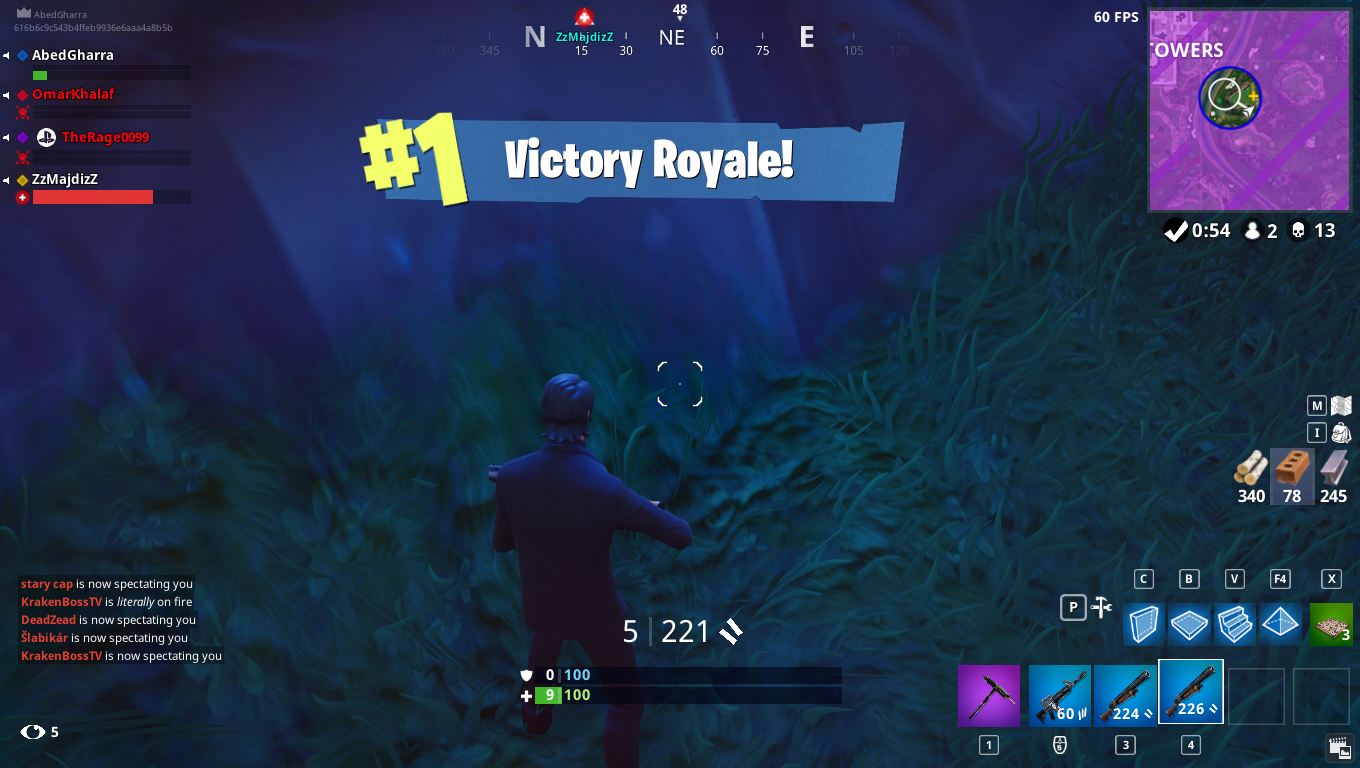 AbedGharra
616b6c9c543b4ffeb9936e6aaa4a8b5b
AbedGharra
OmarKhalaf
TheRage0099
ZzMajdizZ
48
330 345 N ZzMajdizZ 15 30 NE 60 75 E 105 120
60 FPS
TOWERS
0:54 2 13
#1 Victory Royale!
M
I
340 78 245
C B V F4 X
P
3
stary cap is now spectating you
KrakenBossTV is literally on fire
DeadZead is now spectating you
Šlabikár is now spectating you
KrakenBossTV is now spectating you
5 | 221
0 | 100
9 | 100
60 224 226
5
1 5 3 4